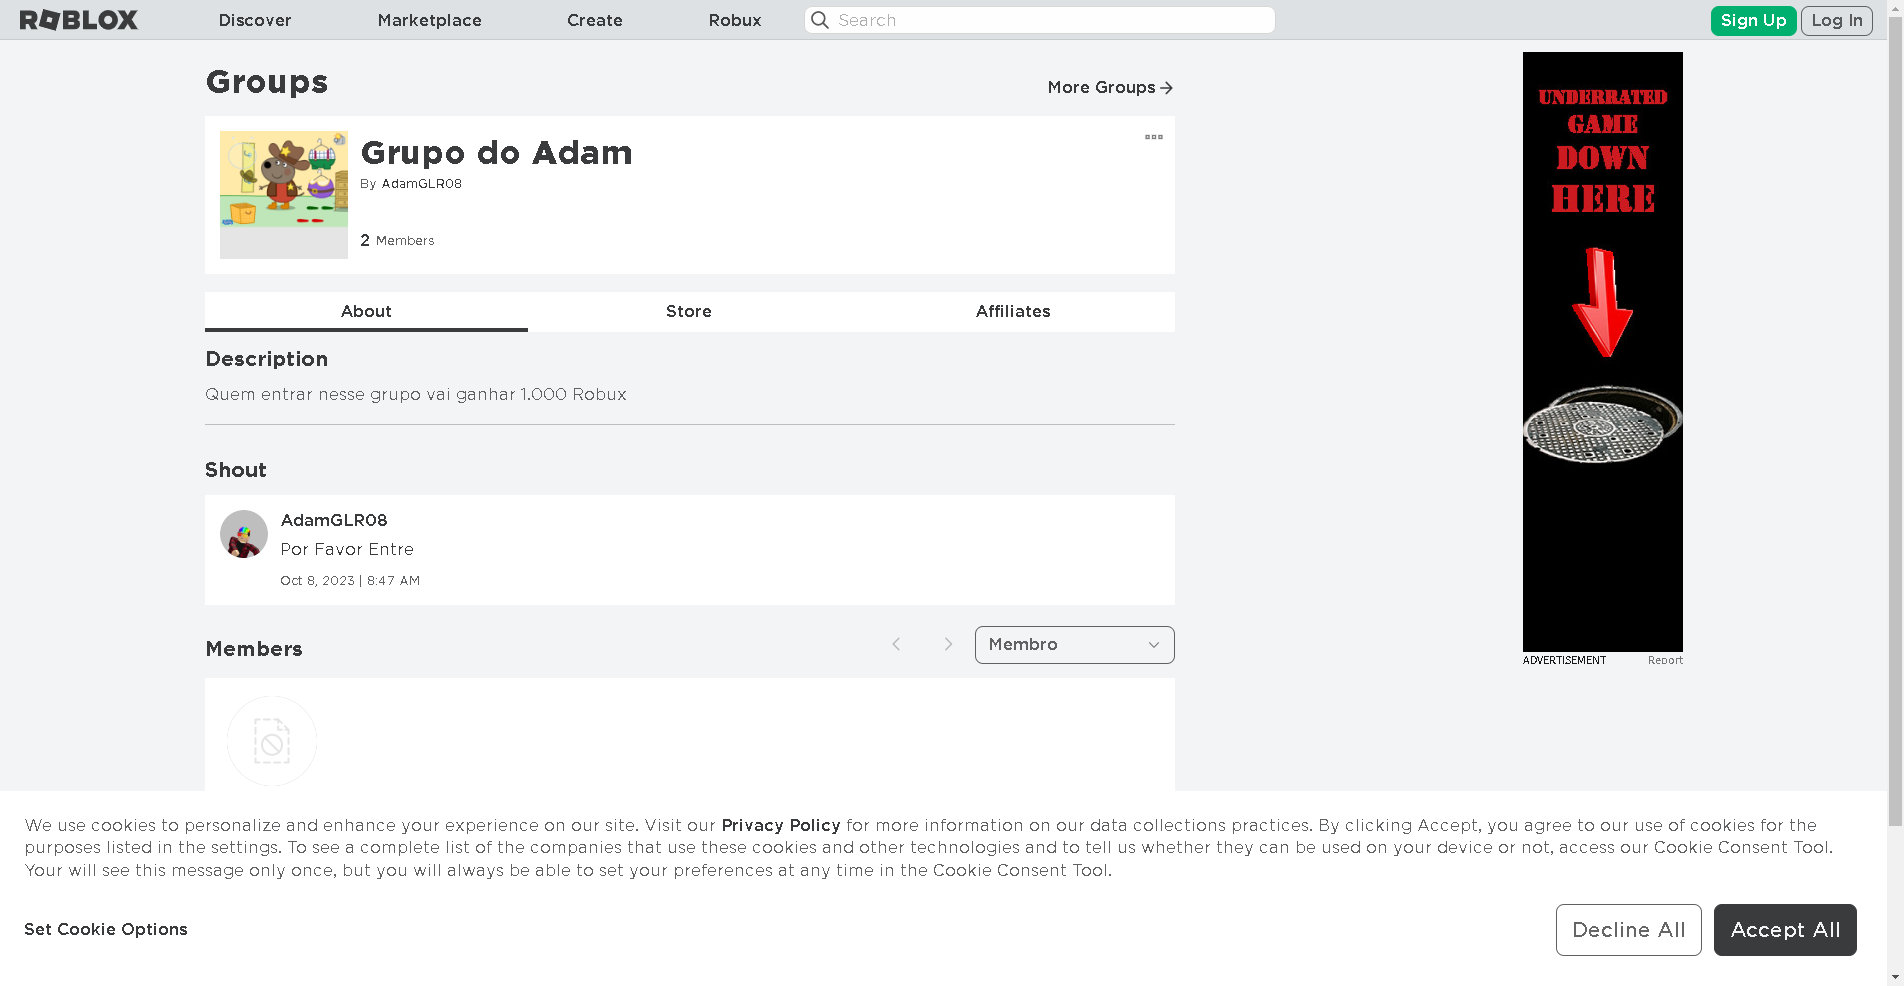 ROBLOX
Discover
Marketplace
Create
Robux
Search
Sign Up
Log In
Groups
More Groups
Grupo do Adam
By AdamGLR08
2 Members
About
Store
Affiliates
Description
Quem entrar nesse grupo vai ganhar 1.000 Robux
Shout
AdamGLR08
Por Favor Entre
Oct 8, 2023 | 8:47 AM
Members
Membro
UNDERRATED
GAME
DOWN
HERE
ADVERTISEMENT
Report
We use cookies to personalize and enhance your experience on our site. Visit our Privacy Policy for more information on our data collections practices. By clicking Accept, you agree to our use of cookies for the
purposes listed in the settings. To see a complete list of the companies that use these cookies and other technologies and to tell us whether they can be used on your device or not, access our Cookie Consent Tool.
Your will see this message only once, but you will always be able to set your preferences at any time in the Cookie Consent Tool.
Set Cookie Options
Decline All
Accept All